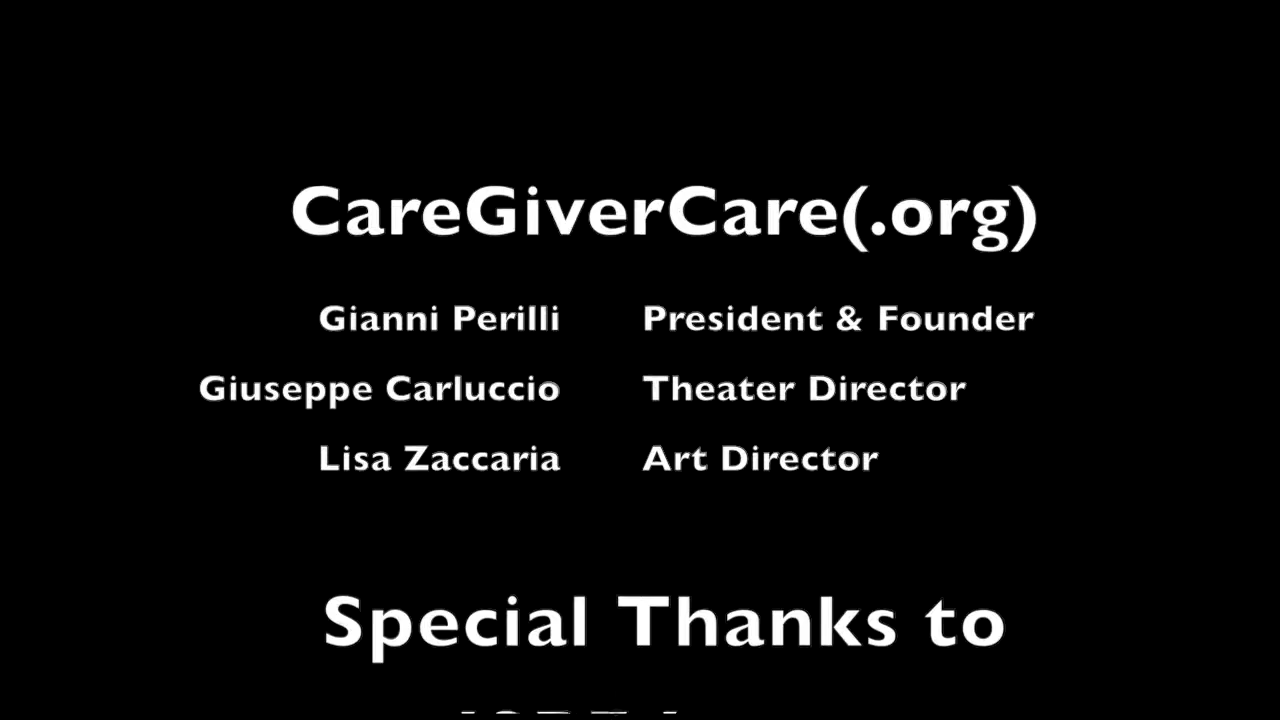 CareGiverCare(.org)
Gianni Perilli President & Founder
Giuseppe Carluccio Theater Director
Lisa Zaccaria Art Director
Special Thanks to